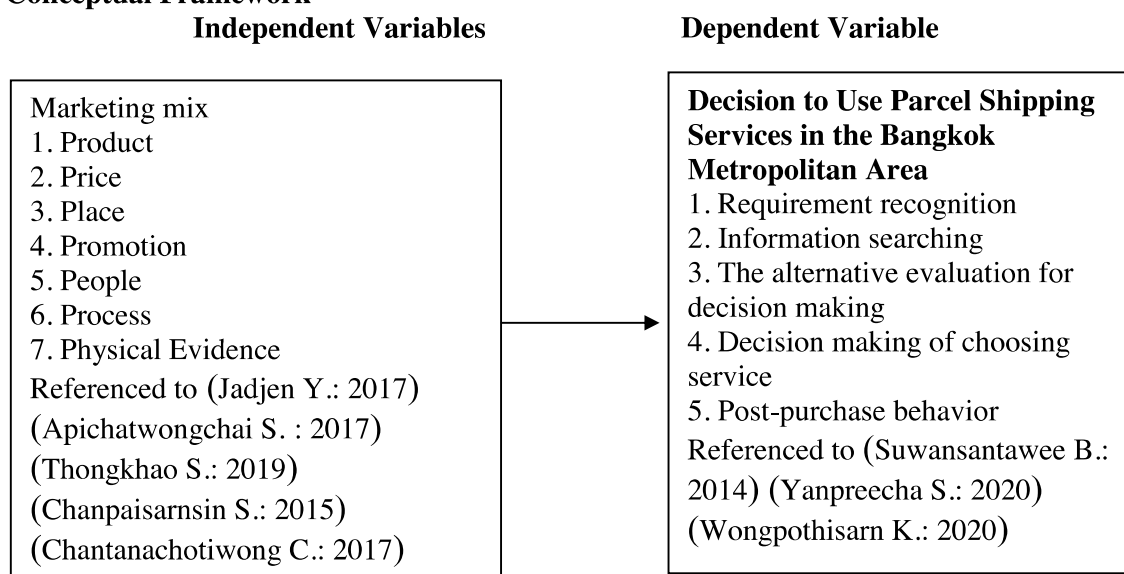 Conceptual Framework
Independent Variables
Dependent Variable
Marketing mix
1. Product
2. Price
3. Place
4. Promotion
5. People
6. Process
7. Physical Evidence
Referenced to (Jadjen Y.: 2017)
(Apichatwongchai S. : 2017)
(Thongkhao S.: 2019)
(Chanpaisarnsin S.: 2015)
(Chantanachotiwong C.: 2017)
Decision to Use Parcel Shipping
Services in the Bangkok
Metropolitan Area
1. Requirement recognition
2. Information searching
3. The alternative evaluation for
decision making
4. Decision making of choosing
service
5. Post-purchase behavior
Referenced to (Suwansantawee B.:
2014) (Yanpreecha S.: 2020)
(Wongpothisarn K.: 2020)